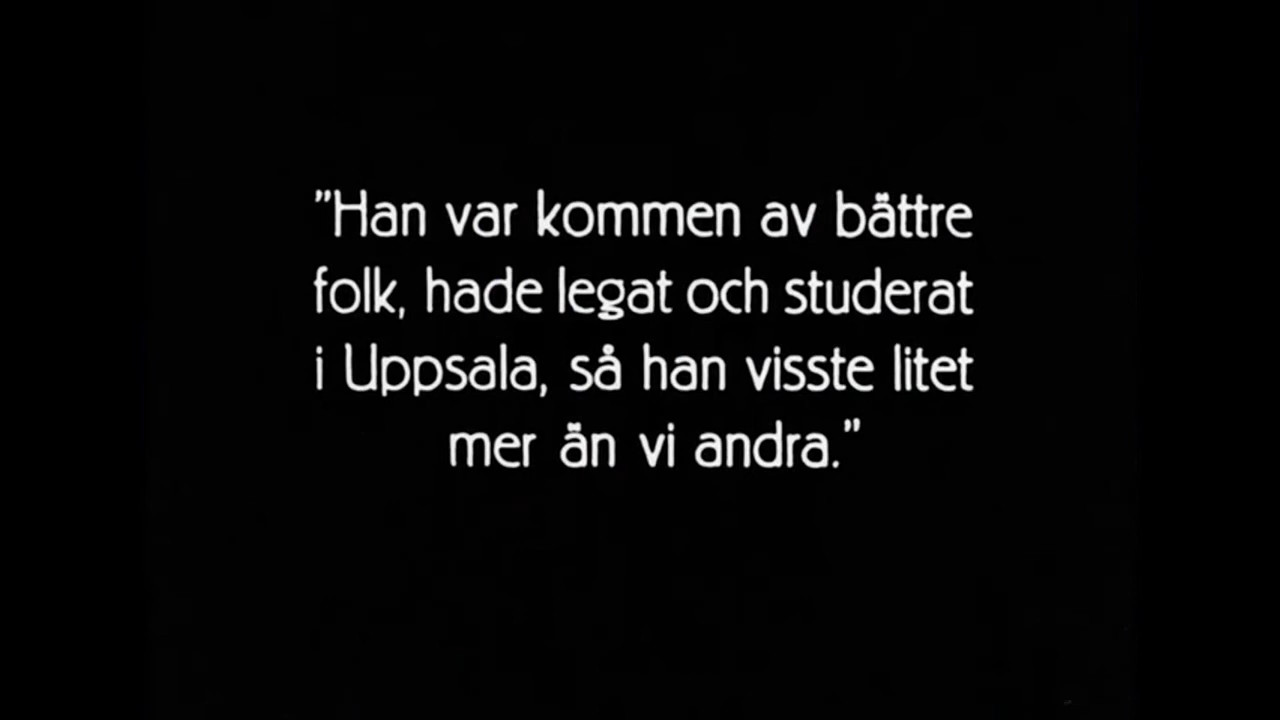 ”Han var kommen av bättre
folk, hade legat och studerat
i Uppsala, så han visste litet
mer än vi andra.”